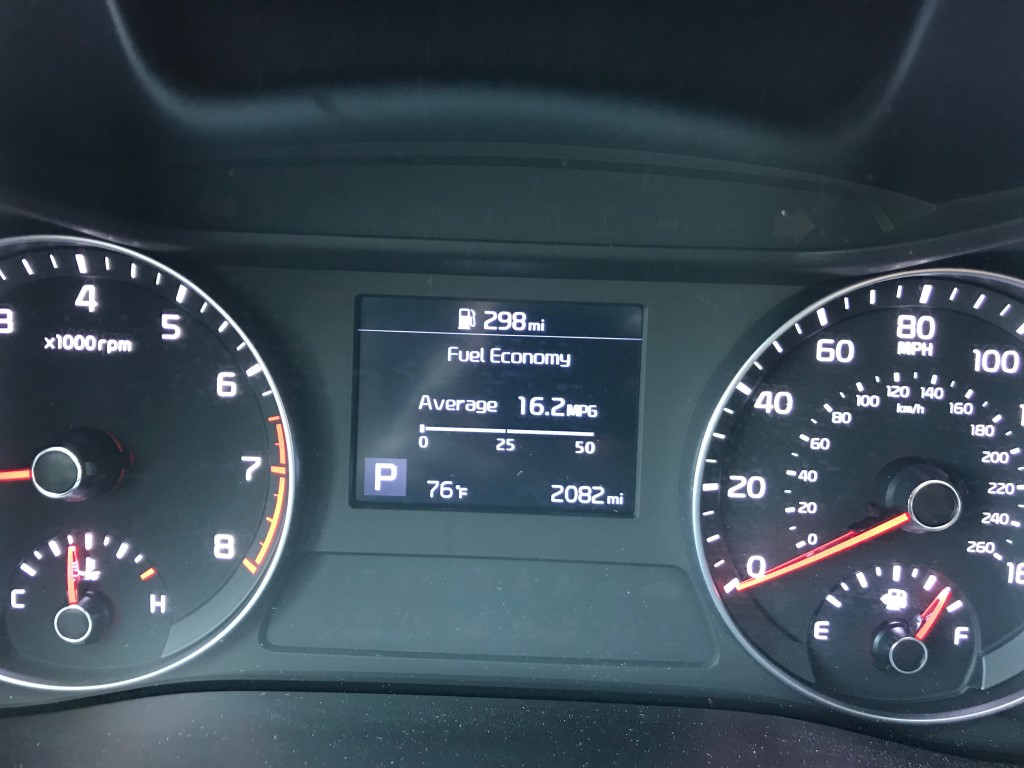 298mi
Fuel Economy
Average 16.2MPG
0 25 50
P 76°F 2082mi
3 4 5 6 7 8
x1000rpm
C H
0 20 40 60 80 100
MPH
0 20 40 60 80 100 120 140 160 180 200 220 240 260
km/h
E F